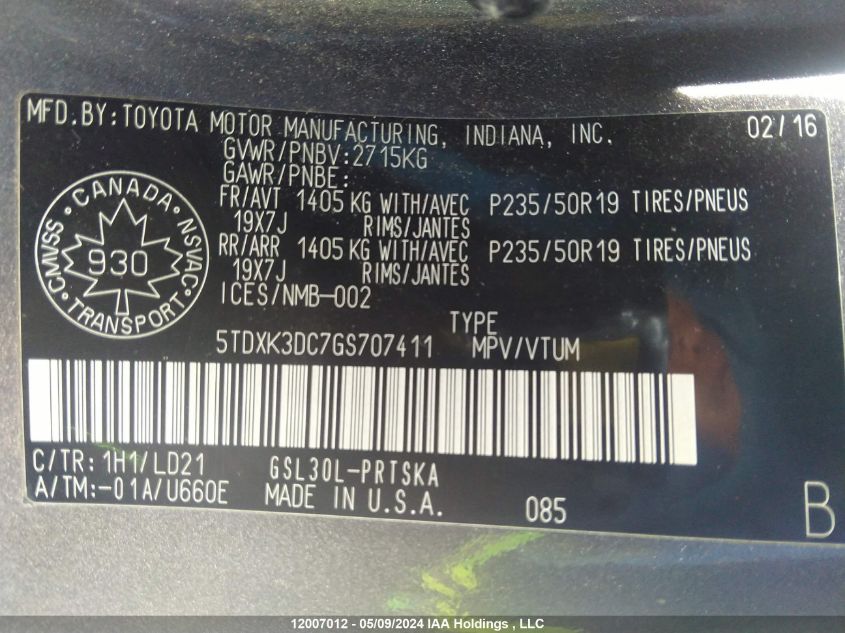 MFD.BY:TOYOTA MOTOR MANUFACTURING, INDIANA, INC. 02/16
GVWR/PNBV:2715KG
GAWR/PNBE:
FR/AVT 1405 KG WITH/AVEC P235/50R19 TIRES/PNEUS
19X7J RIMS/JANTES
RR/ARR 1405 KG WITH/AVEC P235/50R19 TIRES/PNEUS
19X7J RIMS/JANTES
ICES/NMB-002
CANADA
CMVSS 930 NSVAC
TRANSPORT
TYPE
5TDXK3DC7GS707411 MPV/VTUM
C/TR:1H1/LD21 GSL30L-PRTSKA
A/TM:-01A/U660E MADE IN U.S.A. 085 B
12007012 - 05/09/2024 IAA Holdings , LLC